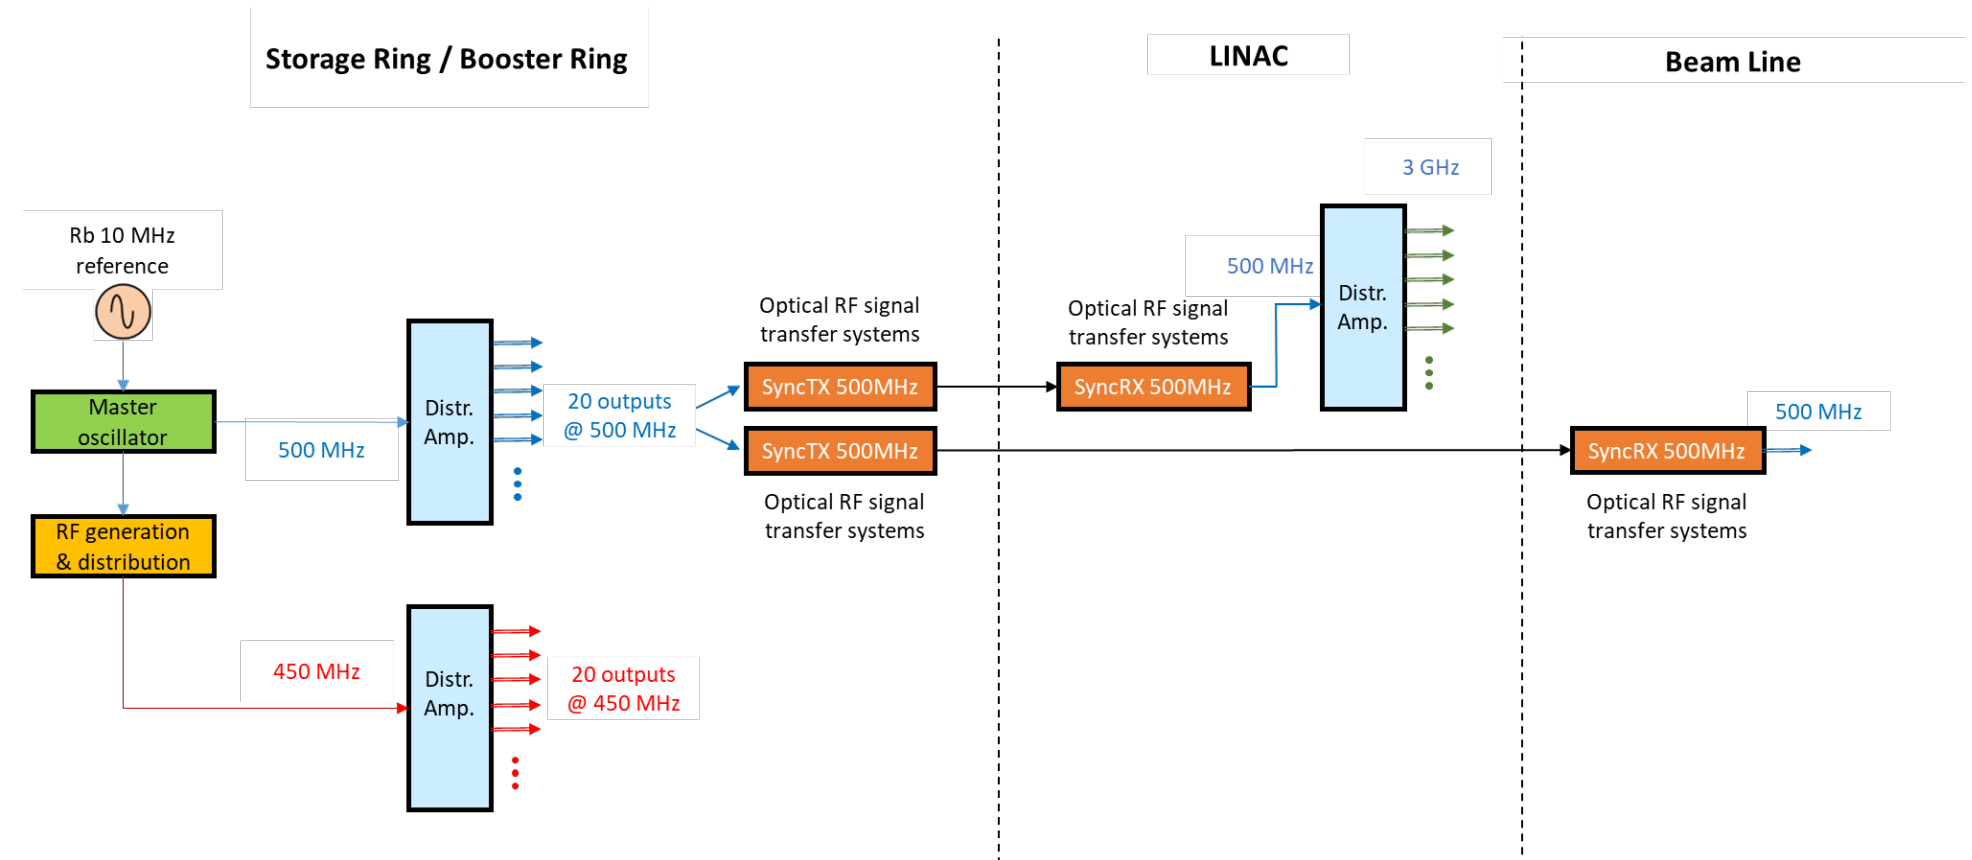 Storage Ring / Booster Ring
LINAC
Beam Line
3 GHz
Rb 10 MHz
reference
500 MHz
Distr.
Amp.
Optical RF signal
transfer systems
Optical RF signal
transfer systems
SyncTX 500MHz
SyncRX 500MHz
Master
oscillator
500 MHz
Distr.
Amp.
20 outputs
@ 500 MHz
500 MHz
SyncTX 500MHz
SyncRX 500MHz
Optical RF signal
transfer systems
Optical RF signal
transfer systems
RF generation
& distribution
450 MHz
Distr.
Amp.
20 outputs
@ 450 MHz